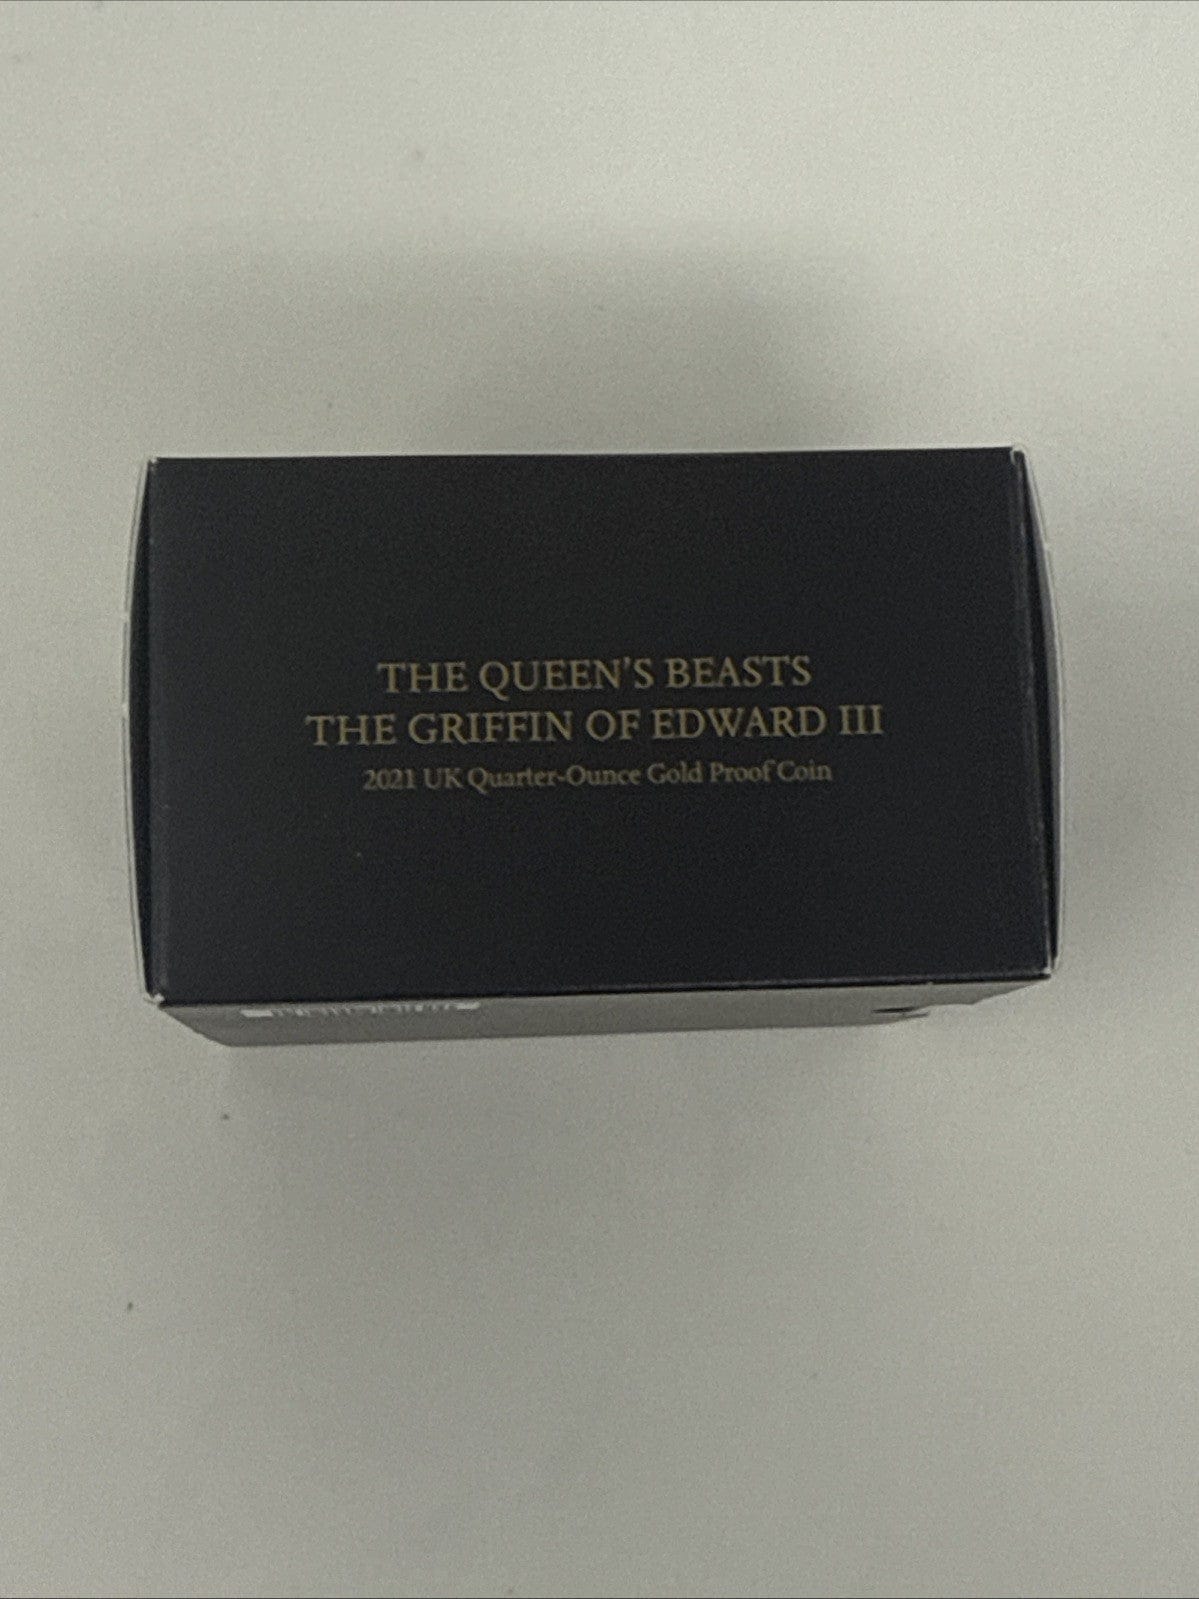 THE QUEEN'S BEASTS
THE GRIFFIN OF EDWARD III
2021 UK Quarter-Ounce Gold Proof Coin